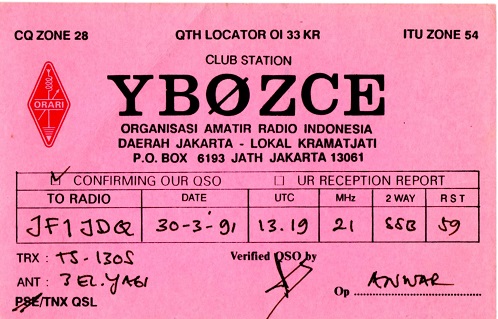 CQ ZONE 28 QTH LOCATOR OI 33 KR ITU ZONE 54
CLUB STATION
ORARI
YBØZCE
ORGANISASI AMATIR RADIO INDONESIA
DAERAH JAKARTA - LOKAL KRAMATJATI
P.O. BOX 6193 JATH JAKARTA 13061
CONFIRMING OUR QSO UR RECEPTION REPORT
TO RADIO DATE UTC MHz 2 WAY R S T
JF1JDQ 30-3-'91 13.19 21 SSB 59
TRX : TS-130S Verified QSO by
ANT : 3 EL. YAGI
Op ANWAR
PSE/TNX QSL